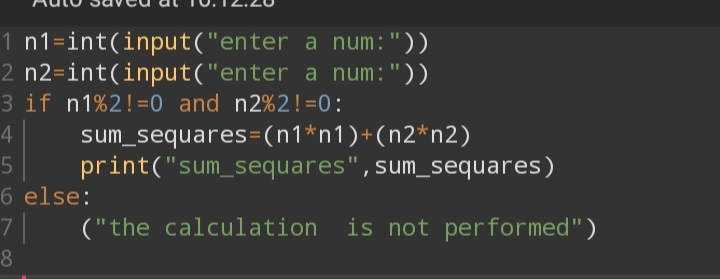 Auto saved at 10:12:28
1 n1=int(input("enter a num:"))
2 n2=int(input("enter a num:"))
3 if n1%2!=0 and n2%2!=0:
4     sum_sequares=(n1*n1)+(n2*n2)
5     print("sum_sequares",sum_sequares)
6 else:
7     ("the calculation  is not performed")
8